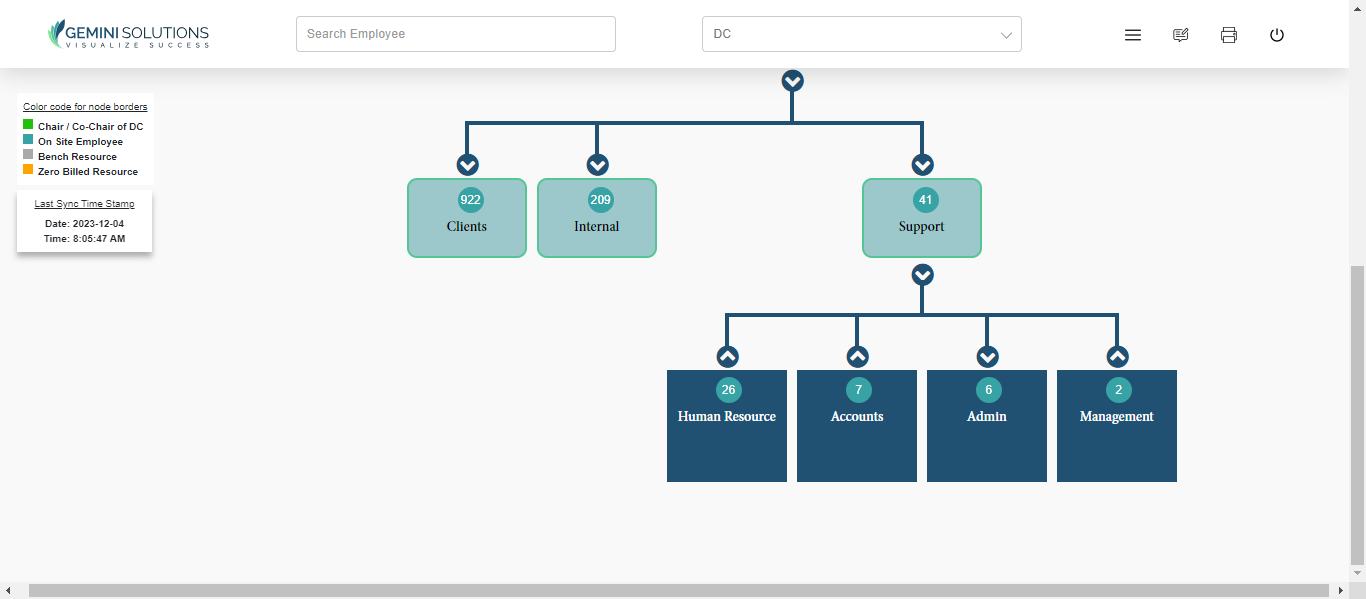 GEMINI SOLUTIONS
VISUALIZE SUCCESS
Search Employee
DC
Color code for node borders
Chair / Co-Chair of DC
On Site Employee
Bench Resource
Zero Billed Resource
Last Sync Time Stamp
Date: 2023-12-04
Time: 8:05:47 AM
922
Clients
209
Internal
41
Support
26
Human Resource
7
Accounts
6
Admin
2
Management